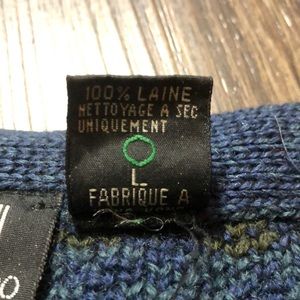 100% LAINE
NETTOYAGE A SEC
UNIQUEMENT
L
FABRIQUE A